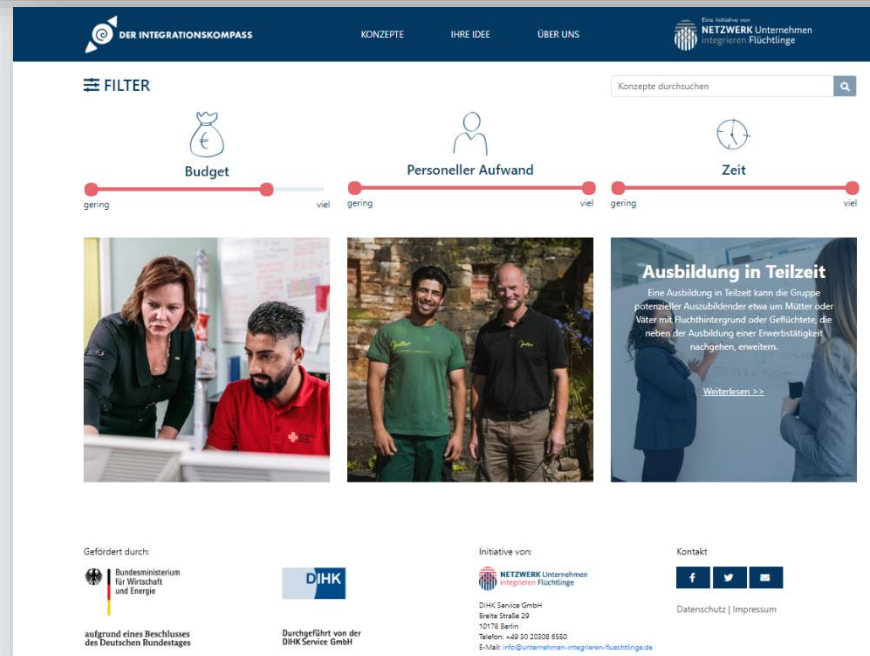 DER INTEGRATIONSKOMPASS
KONZEPTE
IHRE IDEE
ÜBER UNS
Eine Initiative von
NETZWERK Unternehmen
integrieren Flüchtlinge
FILTER
Konzepte durchsuchen
Budget
gering
viel
Personeller Aufwand
gering
viel
Zeit
gering
viel
Ausbildung in Teilzeit
Eine Ausbildung in Teilzeit kann die Gruppe
potenzieller Auszubildender etwa um Mütter oder
Väter mit Fluchthintergrund oder Geflüchtete, die
neben der Ausbildung einer Erwerbstätigkeit
nachgehen, erweitern.
Weiterlesen >>
Gefördert durch:
Bundesministerium
für Wirtschaft
und Energie
aufgrund eines Beschlusses
des Deutschen Bundestages
DIHK
Durchgeführt von der
DIHK Service GmbH
Initiative von:
NETZWERK Unternehmen
integrieren Flüchtlinge
DIHK Service GmbH
Breite Straße 29
10178 Berlin
Telefon: +49 30 20308 6550
E-Mail: info@unternehmen-integrieren-fluechtlinge.de
Kontakt
Datenschutz | Impressum